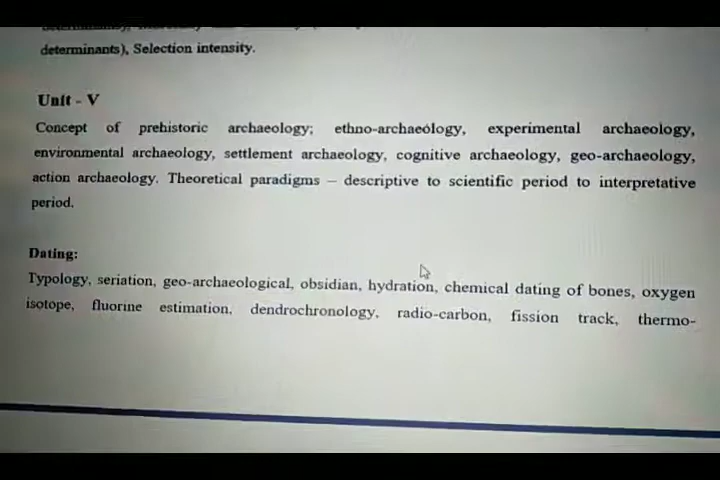 determinants), Selection intensity.
Unit - V
Concept of prehistoric archaeology; ethno-archaeology, experimental archaeology,
environmental archaeology, settlement archaeology, cognitive archaeology, geo-archaeology,
action archaeology. Theoretical paradigms – descriptive to scientific period to interpretative
period.
Dating:
Typology, seriation, geo-archaeological, obsidian, hydration, chemical dating of bones, oxygen
isotope, fluorine estimation, dendrochronology, radio-carbon, fission track, thermo-